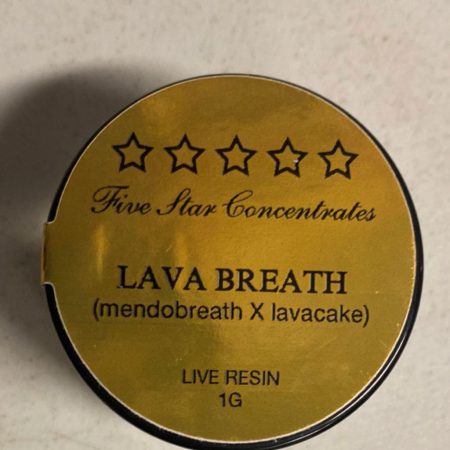 Five Star Concentrates
LAVA BREATH
(mendobreath X lavacake)
LIVE RESIN
1G